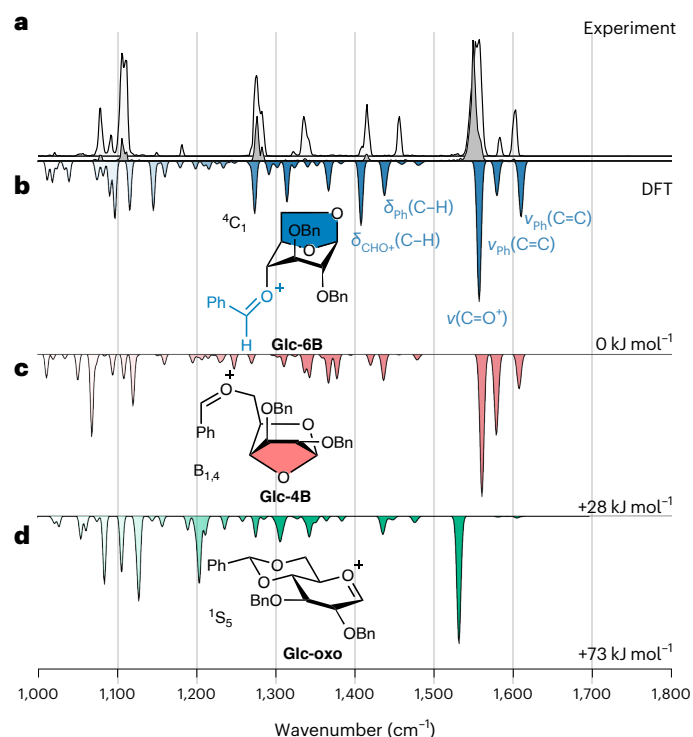 a
Experiment
b
DFT
⁴C₁
O
OBn
O
δPh(C–H)
νPh(C=C)
δCHO+(C–H)
νPh(C=C)
OBn
+
O
Ph
H
ν(C=O⁺)
Glc-6B
0 kJ mol⁻¹
c
+
O
OBn
O
Ph
OBn
B₁,₄
O
Glc-4B
+28 kJ mol⁻¹
d
Ph
O
O
O
+
BnO
OBn
¹S₅
Glc-oxo
+73 kJ mol⁻¹
1,000 1,100 1,200 1,300 1,400 1,500 1,600 1,700 1,800
Wavenumber (cm⁻¹)